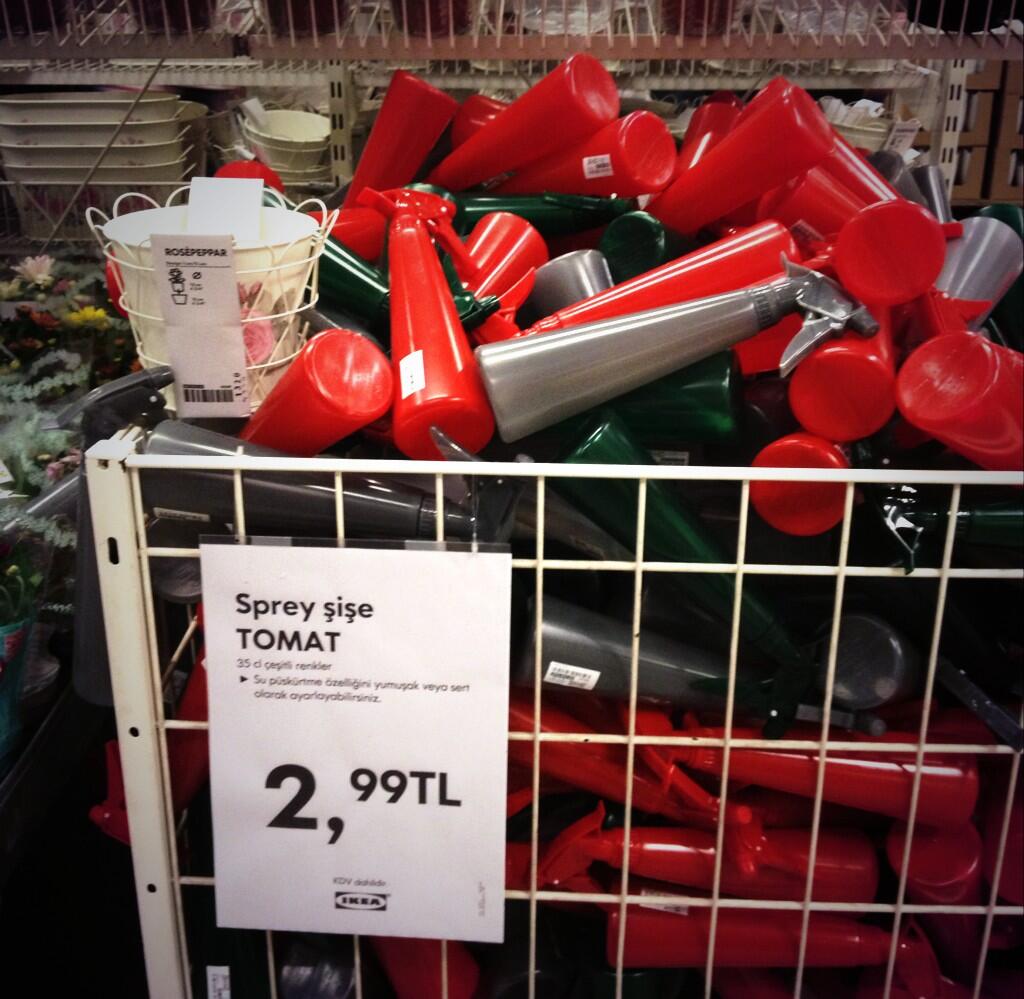 ROSÉPEPPAR
Sprey şişe
TOMAT
35 cl çeşitli renkler
► Su püskürtme özelliğini yumuşak veya sert
olarak ayarlayabilirsiniz.
2,99TL
KDV dahildir.
IKEA